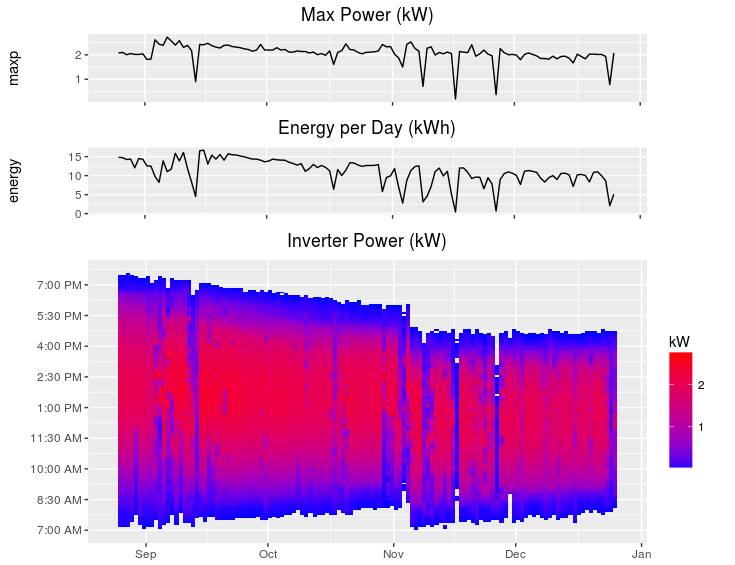 Max Power (kW)
maxp
2
1
Energy per Day (kWh)
energy
15
10
5
0
Inverter Power (kW)
7:00 PM
5:30 PM
4:00 PM
2:30 PM
1:00 PM
11:30 AM
10:00 AM
8:30 AM
7:00 AM
Sep Oct Nov Dec Jan
kW
2
1